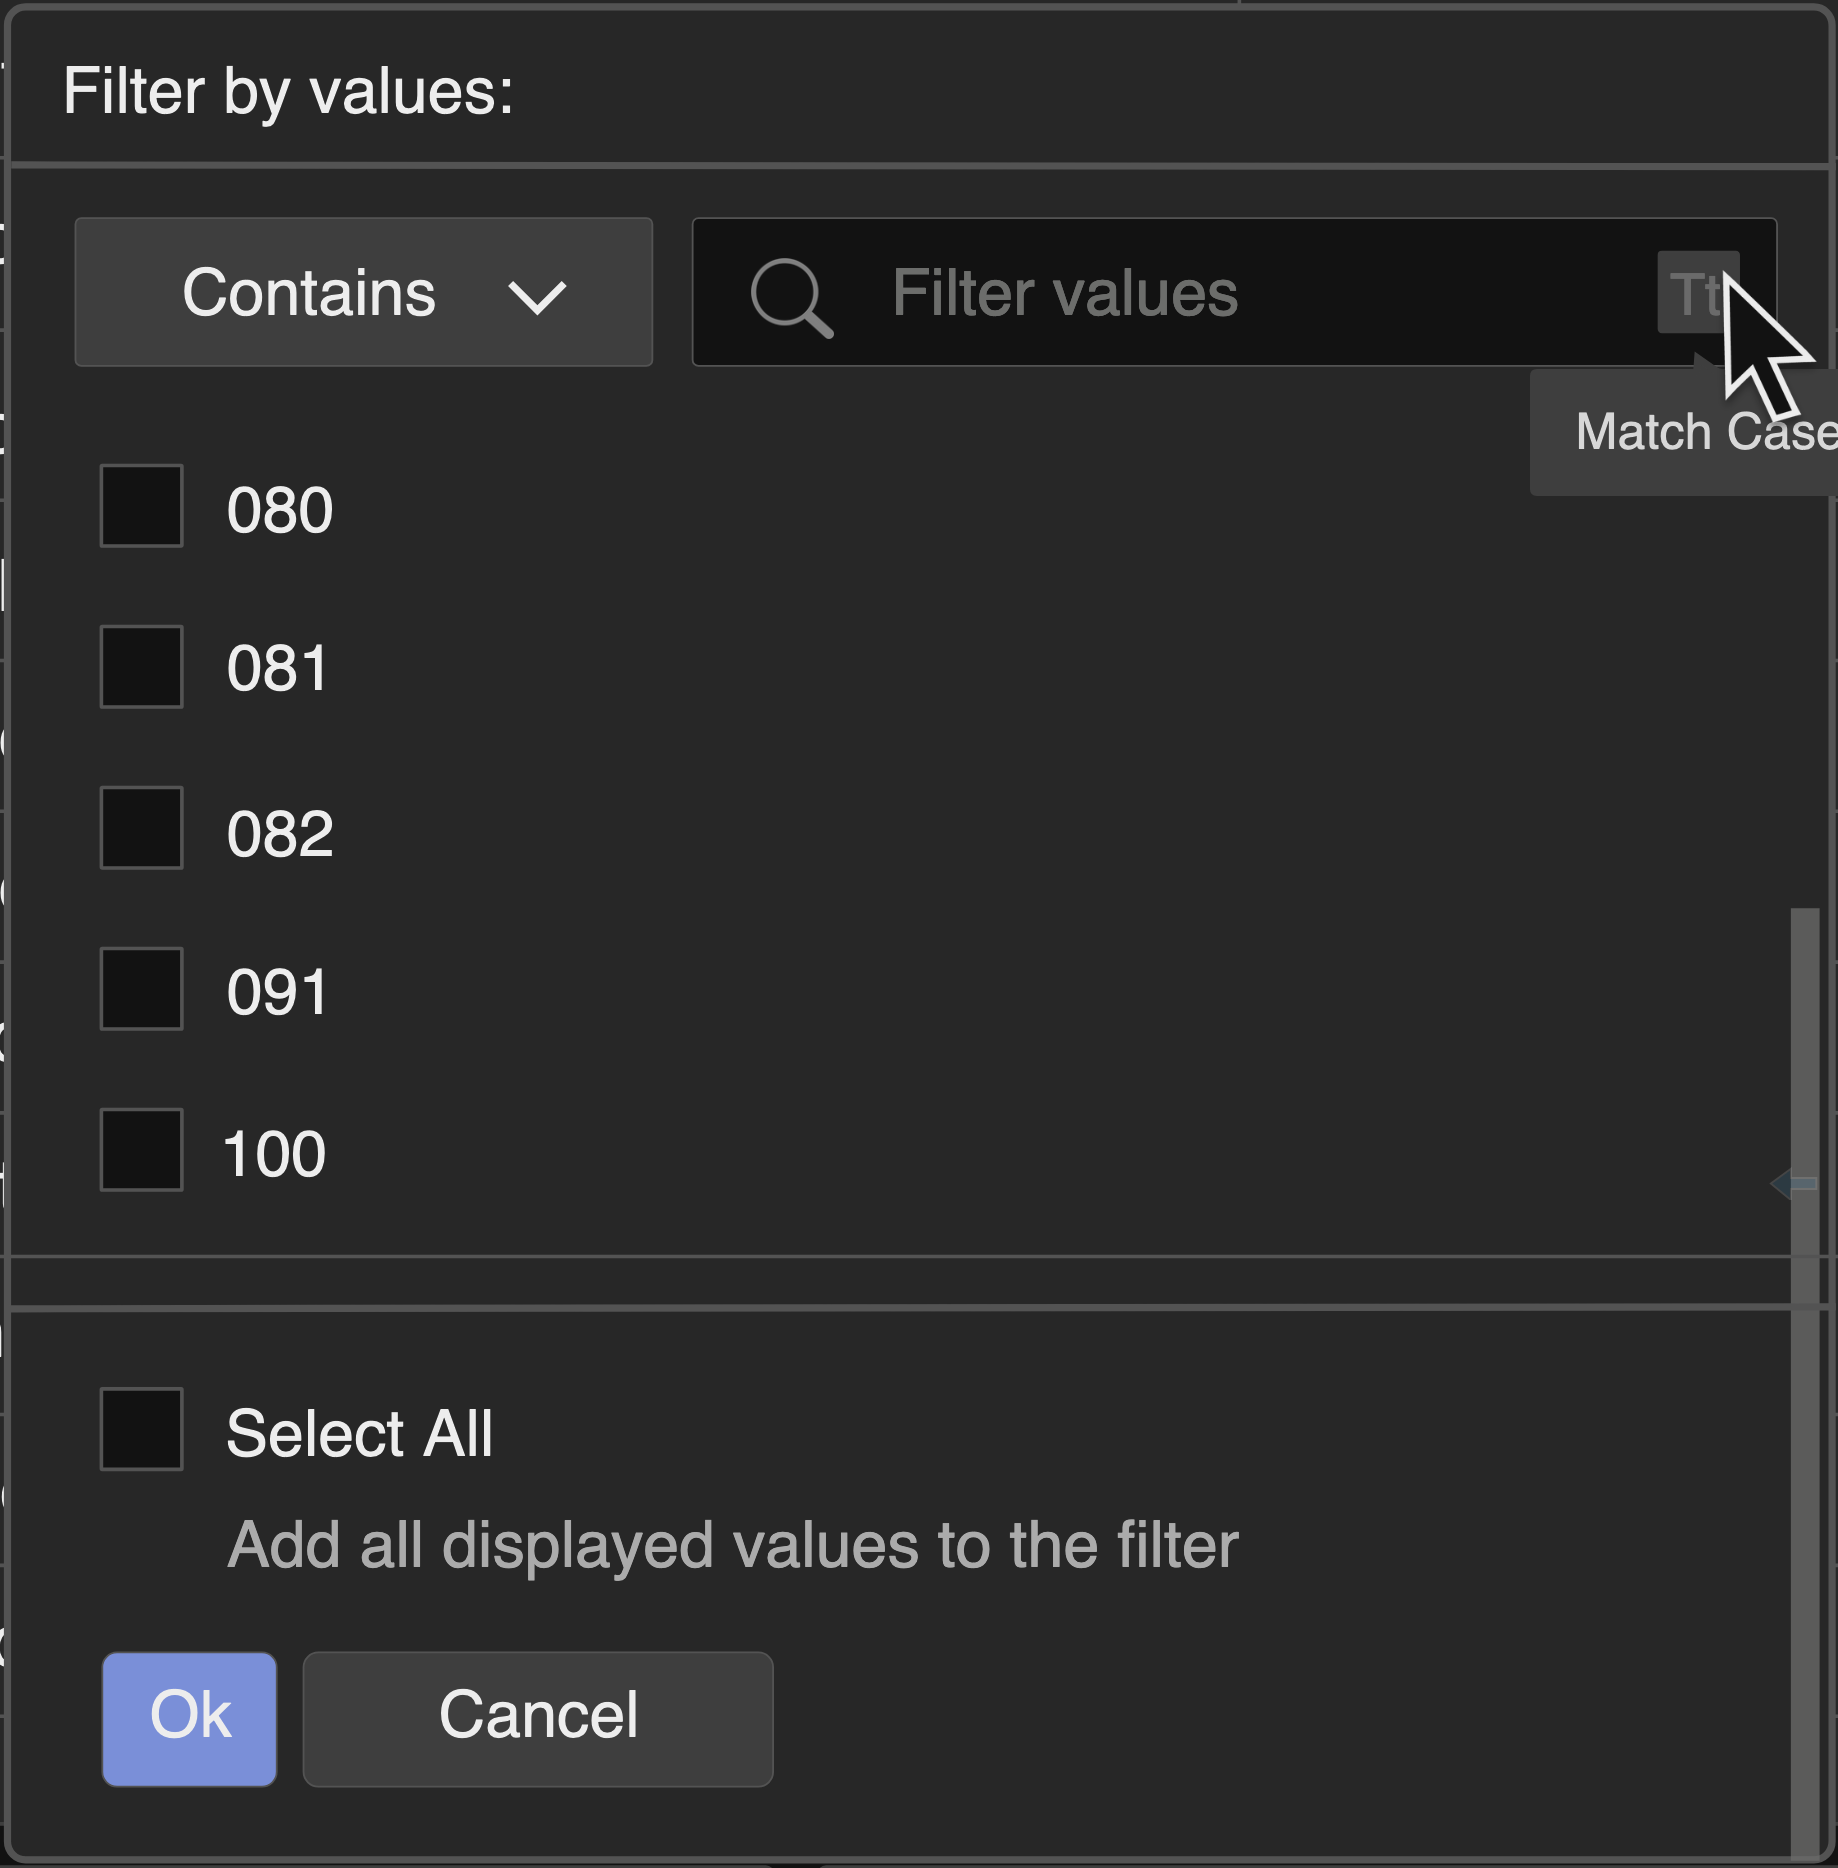 Filter by values:
Contains
Filter values
Tt
Match Case
080
081
082
091
100
Select All
Add all displayed values to the filter
Ok
Cancel